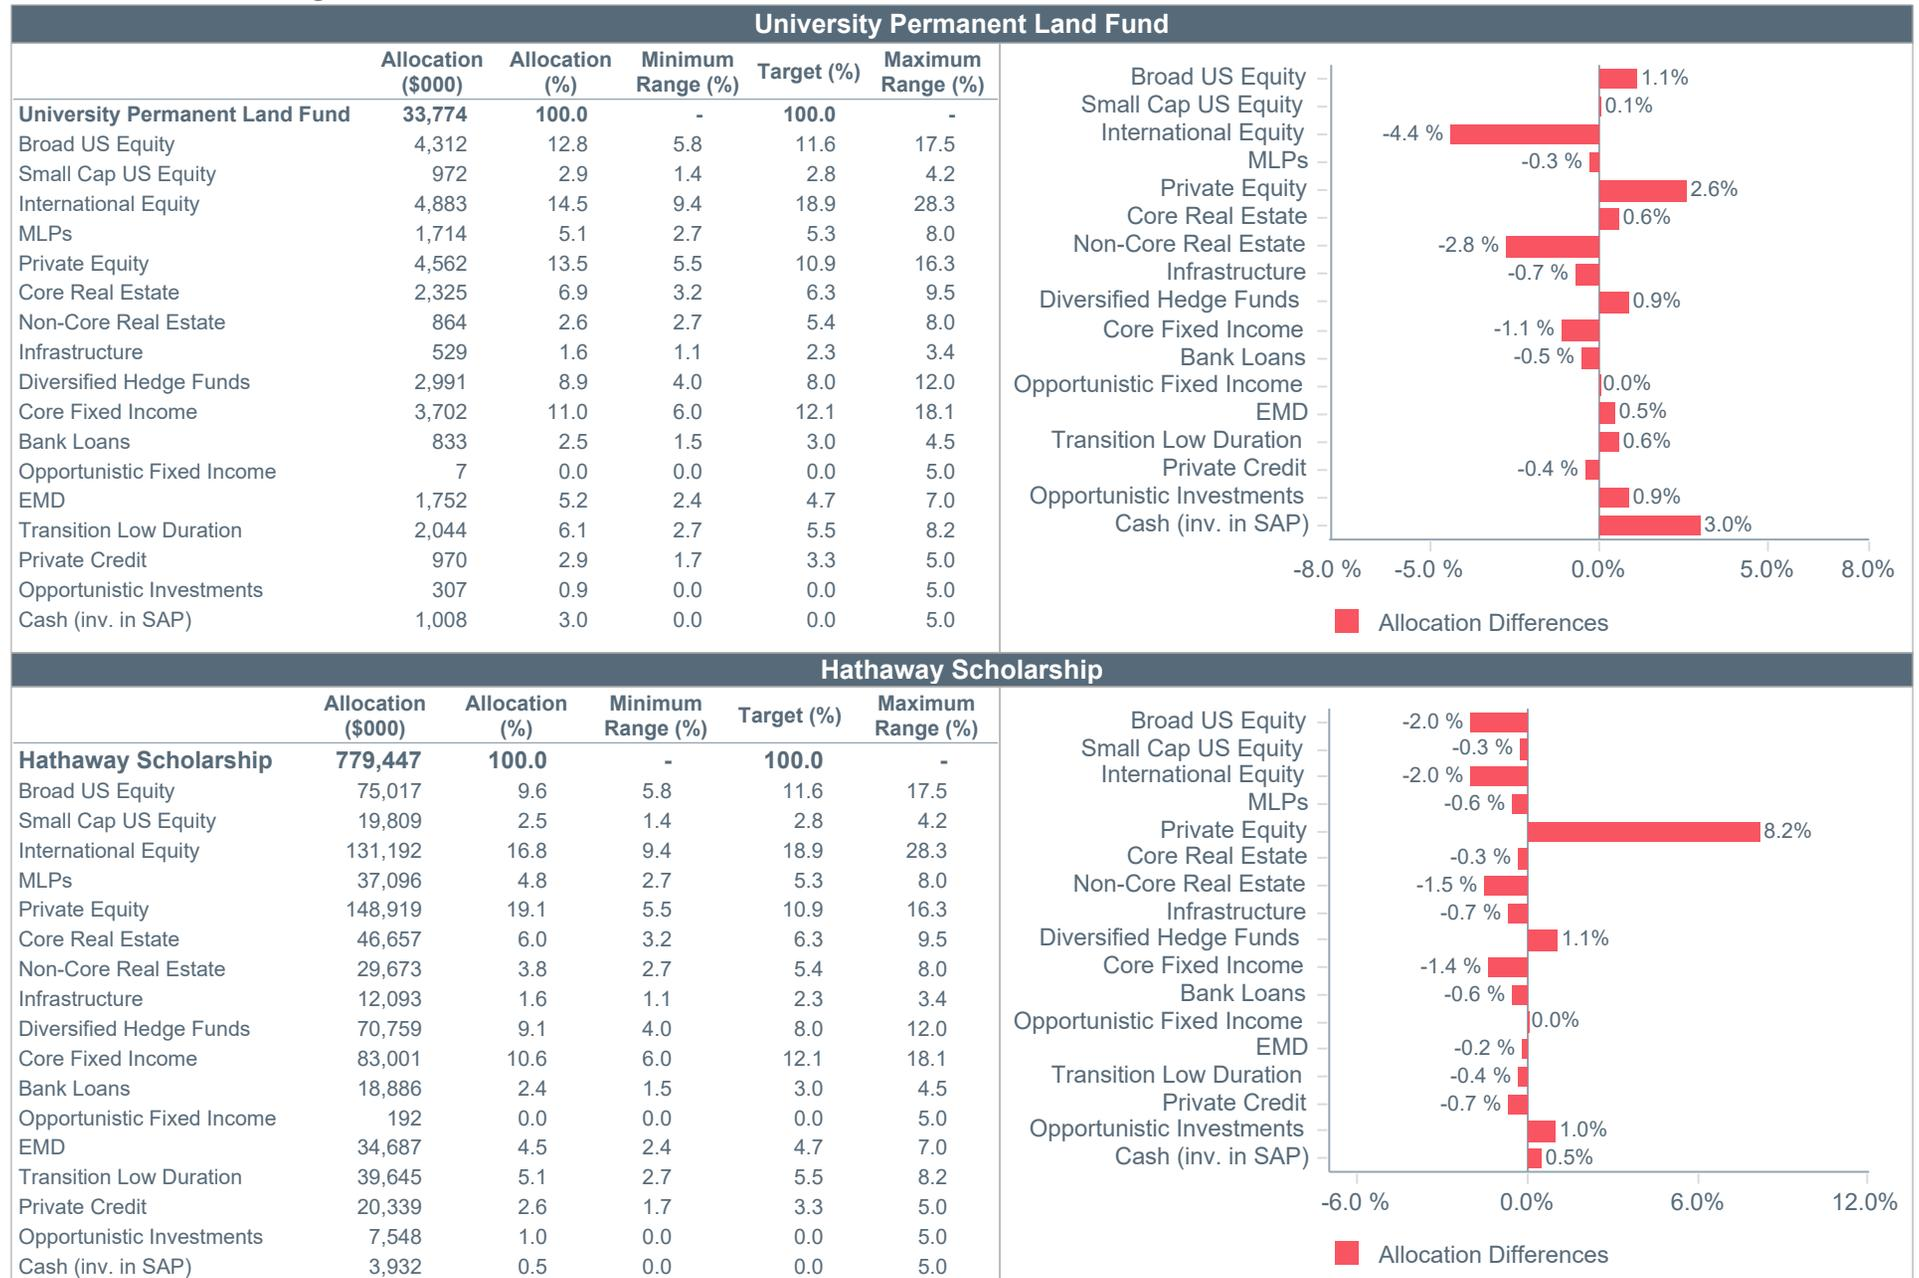 University Permanent Land Fund
Allocation ($000) Allocation (%) Minimum Range (%) Target (%) Maximum Range (%)
University Permanent Land Fund 33,774 100.0 - 100.0 -
Broad US Equity 4,312 12.8 5.8 11.6 17.5
Small Cap US Equity 972 2.9 1.4 2.8 4.2
International Equity 4,883 14.5 9.4 18.9 28.3
MLPs 1,714 5.1 2.7 5.3 8.0
Private Equity 4,562 13.5 5.5 10.9 16.3
Core Real Estate 2,325 6.9 3.2 6.3 9.5
Non-Core Real Estate 864 2.6 2.7 5.4 8.0
Infrastructure 529 1.6 1.1 2.3 3.4
Diversified Hedge Funds 2,991 8.9 4.0 8.0 12.0
Core Fixed Income 3,702 11.0 6.0 12.1 18.1
Bank Loans 833 2.5 1.5 3.0 4.5
Opportunistic Fixed Income 7 0.0 0.0 0.0 5.0
EMD 1,752 5.2 2.4 4.7 7.0
Transition Low Duration 2,044 6.1 2.7 5.5 8.2
Private Credit 970 2.9 1.7 3.3 5.0
Opportunistic Investments 307 0.9 0.0 0.0 5.0
Cash (inv. in SAP) 1,008 3.0 0.0 0.0 5.0
Broad US Equity 1.1%
Small Cap US Equity 0.1%
International Equity -4.4 %
MLPs -0.3 %
Private Equity 2.6%
Core Real Estate 0.6%
Non-Core Real Estate -2.8 %
Infrastructure -0.7 %
Diversified Hedge Funds 0.9%
Core Fixed Income -1.1 %
Bank Loans -0.5 %
Opportunistic Fixed Income 0.0%
EMD 0.5%
Transition Low Duration 0.6%
Private Credit -0.4 %
Opportunistic Investments 0.9%
Cash (inv. in SAP) 3.0%
-8.0 % -5.0 % 0.0% 5.0% 8.0%
Allocation Differences
Hathaway Scholarship
Allocation ($000) Allocation (%) Minimum Range (%) Target (%) Maximum Range (%)
Hathaway Scholarship 779,447 100.0 - 100.0 -
Broad US Equity 75,017 9.6 5.8 11.6 17.5
Small Cap US Equity 19,809 2.5 1.4 2.8 4.2
International Equity 131,192 16.8 9.4 18.9 28.3
MLPs 37,096 4.8 2.7 5.3 8.0
Private Equity 148,919 19.1 5.5 10.9 16.3
Core Real Estate 46,657 6.0 3.2 6.3 9.5
Non-Core Real Estate 29,673 3.8 2.7 5.4 8.0
Infrastructure 12,093 1.6 1.1 2.3 3.4
Diversified Hedge Funds 70,759 9.1 4.0 8.0 12.0
Core Fixed Income 83,001 10.6 6.0 12.1 18.1
Bank Loans 18,886 2.4 1.5 3.0 4.5
Opportunistic Fixed Income 192 0.0 0.0 0.0 5.0
EMD 34,687 4.5 2.4 4.7 7.0
Transition Low Duration 39,645 5.1 2.7 5.5 8.2
Private Credit 20,339 2.6 1.7 3.3 5.0
Opportunistic Investments 7,548 1.0 0.0 0.0 5.0
Cash (inv. in SAP) 3,932 0.5 0.0 0.0 5.0
Broad US Equity -2.0 %
Small Cap US Equity -0.3 %
International Equity -2.0 %
MLPs -0.6 %
Private Equity 8.2%
Core Real Estate -0.3 %
Non-Core Real Estate -1.5 %
Infrastructure -0.7 %
Diversified Hedge Funds 1.1%
Core Fixed Income -1.4 %
Bank Loans -0.6 %
Opportunistic Fixed Income 0.0%
EMD -0.2 %
Transition Low Duration -0.4 %
Private Credit -0.7 %
Opportunistic Investments 1.0%
Cash (inv. in SAP) 0.5%
-6.0 % 0.0% 6.0% 12.0%
Allocation Differences